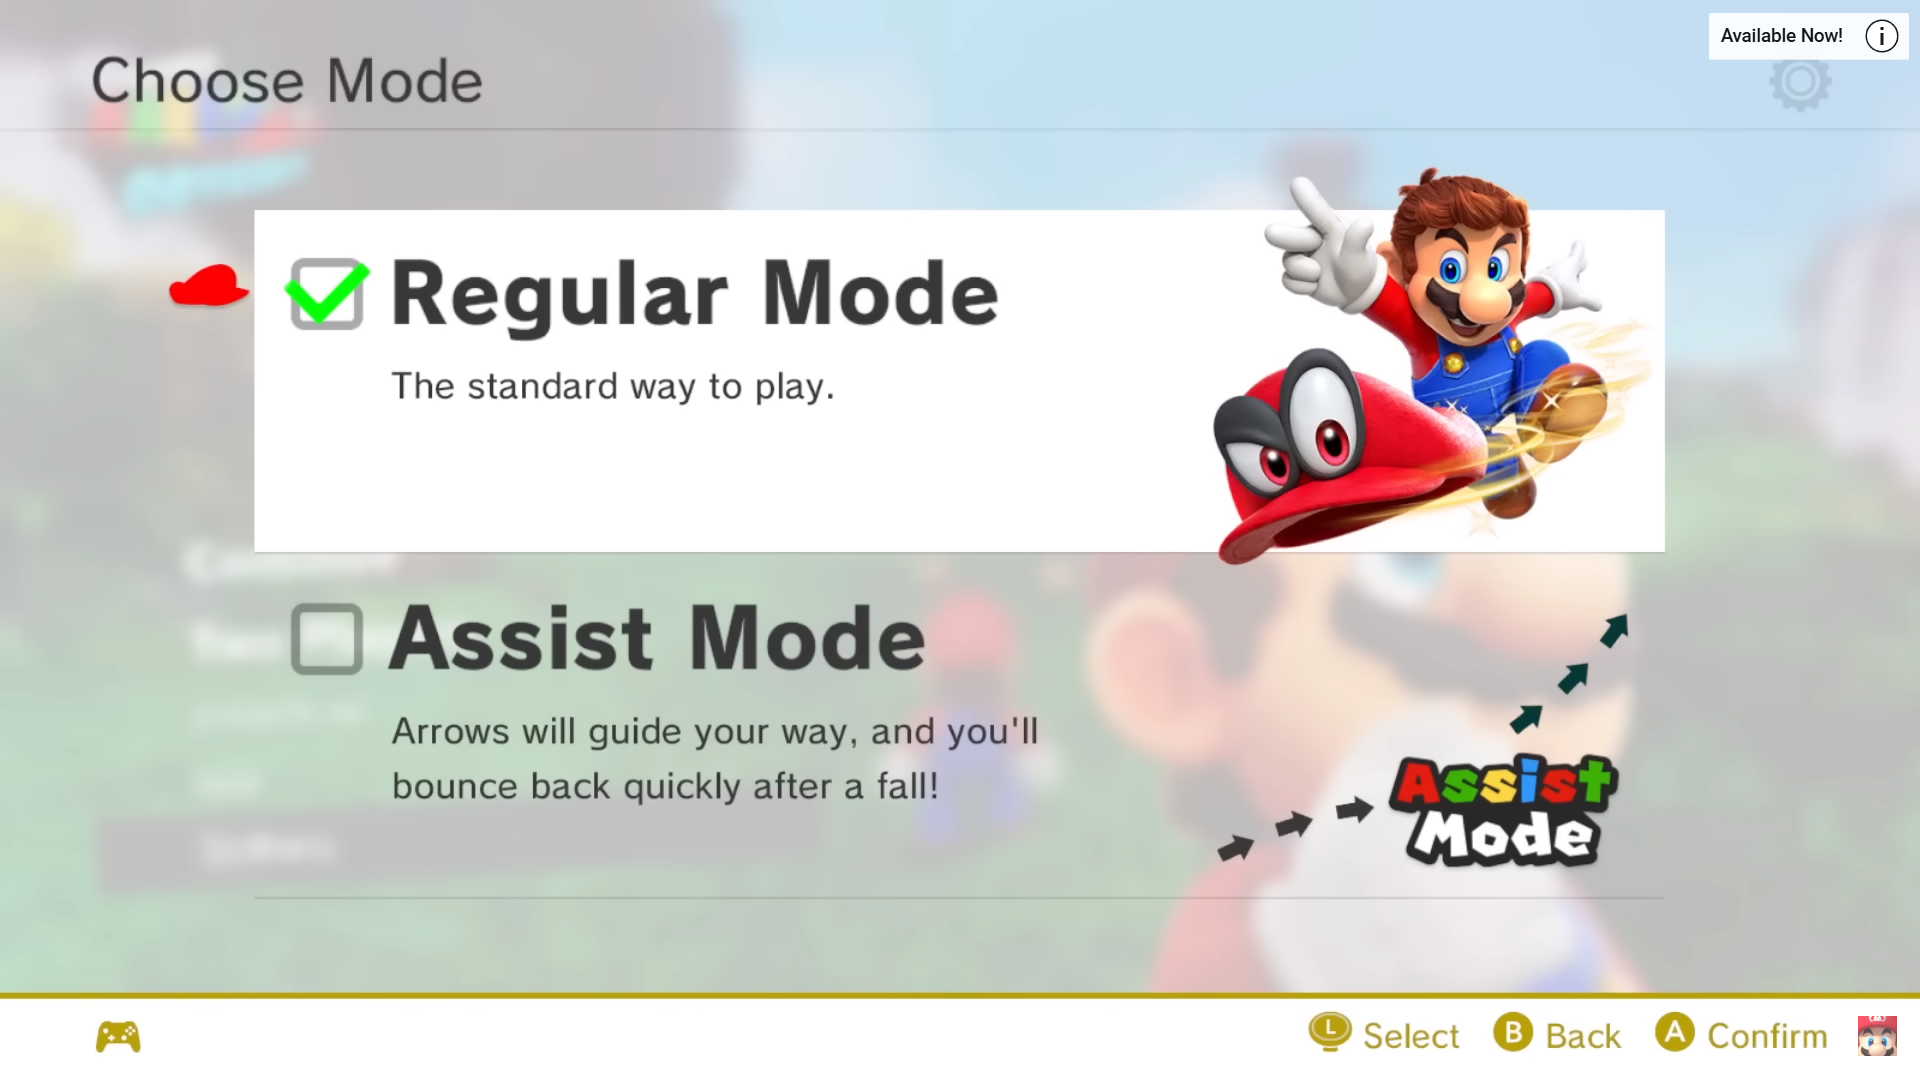 Available Now!
Choose Mode
Regular Mode
The standard way to play.
Assist Mode
Arrows will guide your way, and you'll
bounce back quickly after a fall!
Assist
Mode
L Select B Back A Confirm